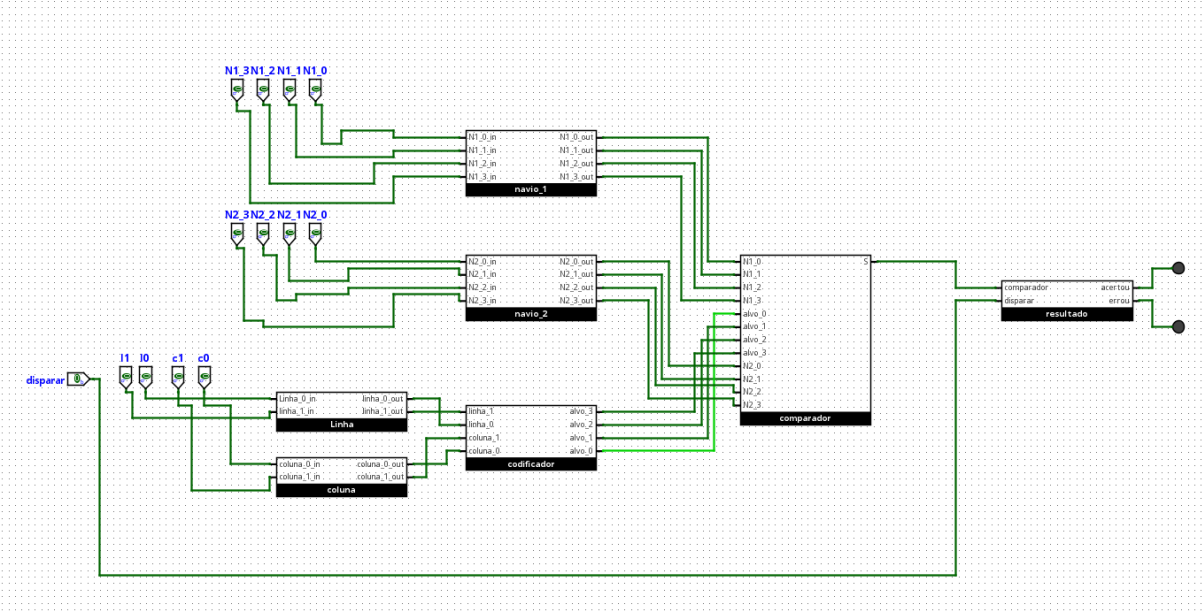 N1_3 N1_2 N1_1 N1_0
N1_0_in N1_0_out
N1_1_in N1_1_out
N1_2_in N1_2_out
N1_3_in N1_3_out
navio_1
N2_3 N2_2 N2_1 N2_0
N2_0_in N2_0_out
N2_1_in N2_1_out
N2_2_in N2_2_out
N2_3_in N2_3_out
navio_2
N1_0 S
N1_1
N1_2
N1_3
alvo_0
alvo_1
alvo_2
alvo_3
N2_0
N2_1
N2_2
N2_3
comparador
comparador acertou
disparar errou
resultado
l1 l0 c1 c0
disparar 0
Linha_0_in linha_0_out
linha_1_in linha_1_out
Linha
coluna_0_in coluna_0_out
coluna_1_in coluna_1_out
coluna
linha_1 alvo_3
linha_0 alvo_2
coluna_1 alvo_1
coluna_0 alvo_0
codificador